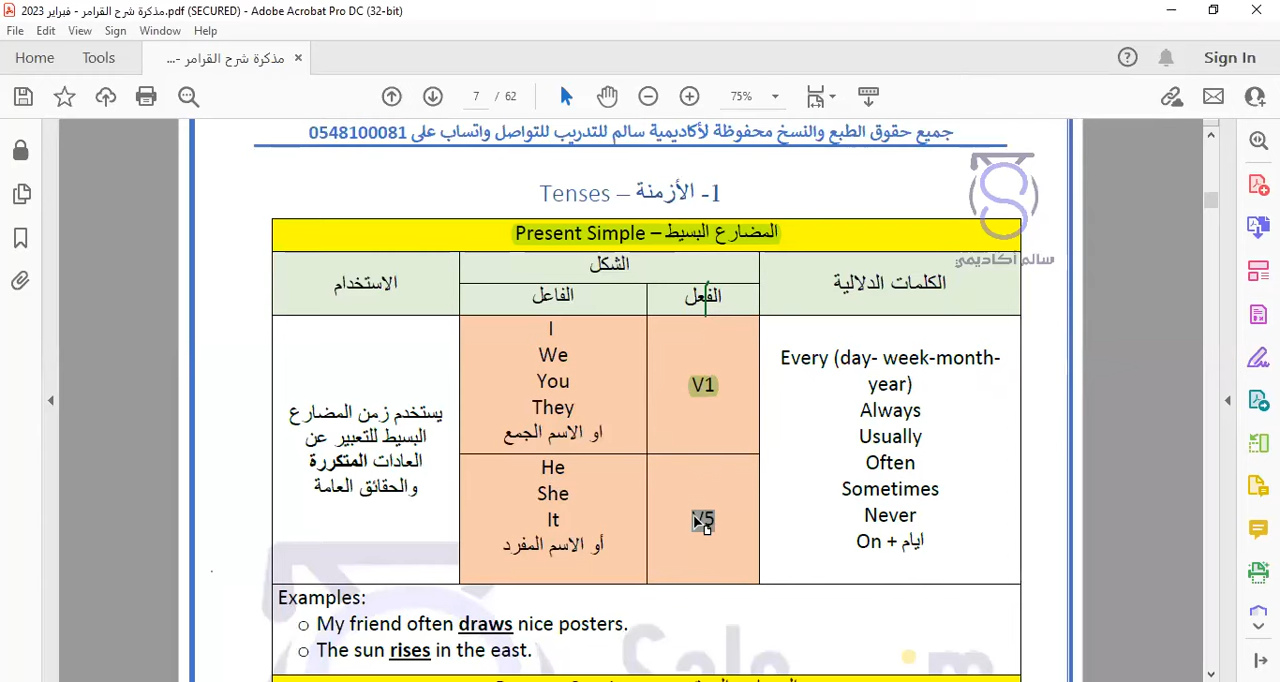 مذكرة شرح القرامر - فبراير 2023.pdf (SECURED) - Adobe Acrobat Pro DC (32-bit)
File Edit View Sign Window Help
Home Tools مذكرة شرح القرامر -... × Sign In
7 / 62 75%
جميع حقوق الطبع والنسخ محفوظة لأكاديمية سالم للتدريب للتواصل واتساب على 0548100081
سالم أكاديمي
1- الأزمنة – Tenses
المضارع البسيط – Present Simple
الاستخدام
الشكل
الكلمات الدلالية
الفاعل
الفعل
I
We
You
They
او الاسم الجمع
V1
He
She
It
أو الاسم المفرد
V5
Every (day- week-month-
year)
Always
Usually
Often
Sometimes
Never
On + ايام
يستخدم زمن المضارع
البسيط للتعبير عن
العادات المتكررة
والحقائق العامة
Examples:
o My friend often draws nice posters.
o The sun rises in the east.